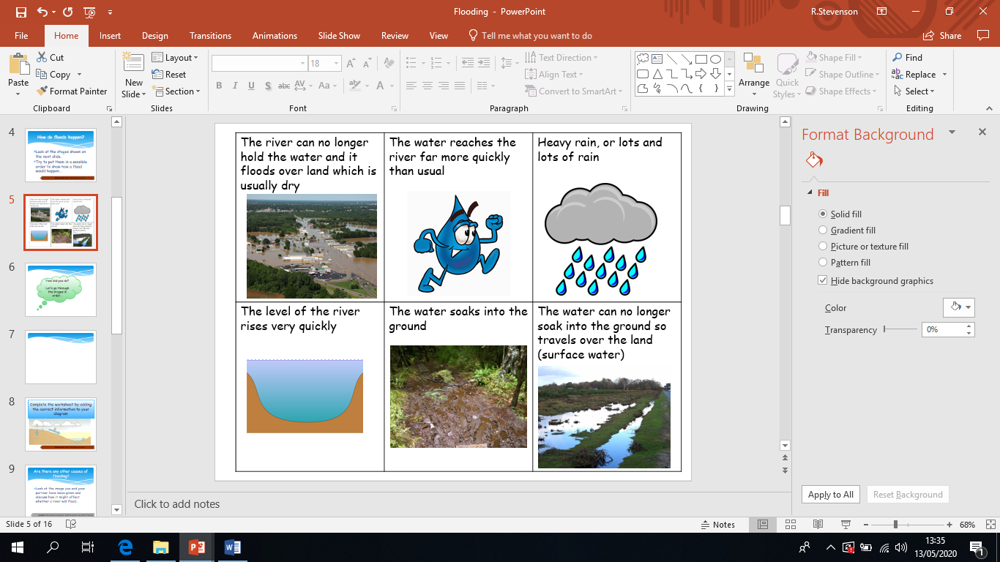 Flooding - PowerPoint
R.Stevenson
File
Home
Insert
Design
Transitions
Animations
Slide Show
Review
View
Tell me what you want to do
Share
Paste
Cut
Copy
Format Painter
Clipboard
New
Slide
Layout
Reset
Section
Slides
18
Font
Text Direction
Align Text
Convert to SmartArt
Paragraph
Arrange
Quick
Styles
Shape Fill
Shape Outline
Shape Effects
Drawing
Find
Replace
Select
Editing
4
How do floods happen?
Look at the stages shown on
the next slide.
Try to put them in a sensible
order to show how a flood
would happen...
5
6
How did you do?
Let's go through
the stages in
order...
7
8
Complete the worksheet by adding
the correct information to your
diagram
9
Are there any other causes of
flooding?
Look at the image you and your
partner have been given and
discuss how it might affect
whether a river will flood...
The river can no longer
hold the water and it
floods over land which is
usually dry
The water reaches the
river far more quickly
than usual
Heavy rain, or lots and
lots of rain
The level of the river
rises very quickly
The water soaks into the
ground
The water can no longer
soak into the ground so
travels over the land
(surface water)
Click to add notes
Format Background
Fill
Solid fill
Gradient fill
Picture or texture fill
Pattern fill
Hide background graphics
Color
Transparency
0%
Apply to All
Reset Background
Slide 5 of 16
Notes
68%
13:35
13/05/2020
1